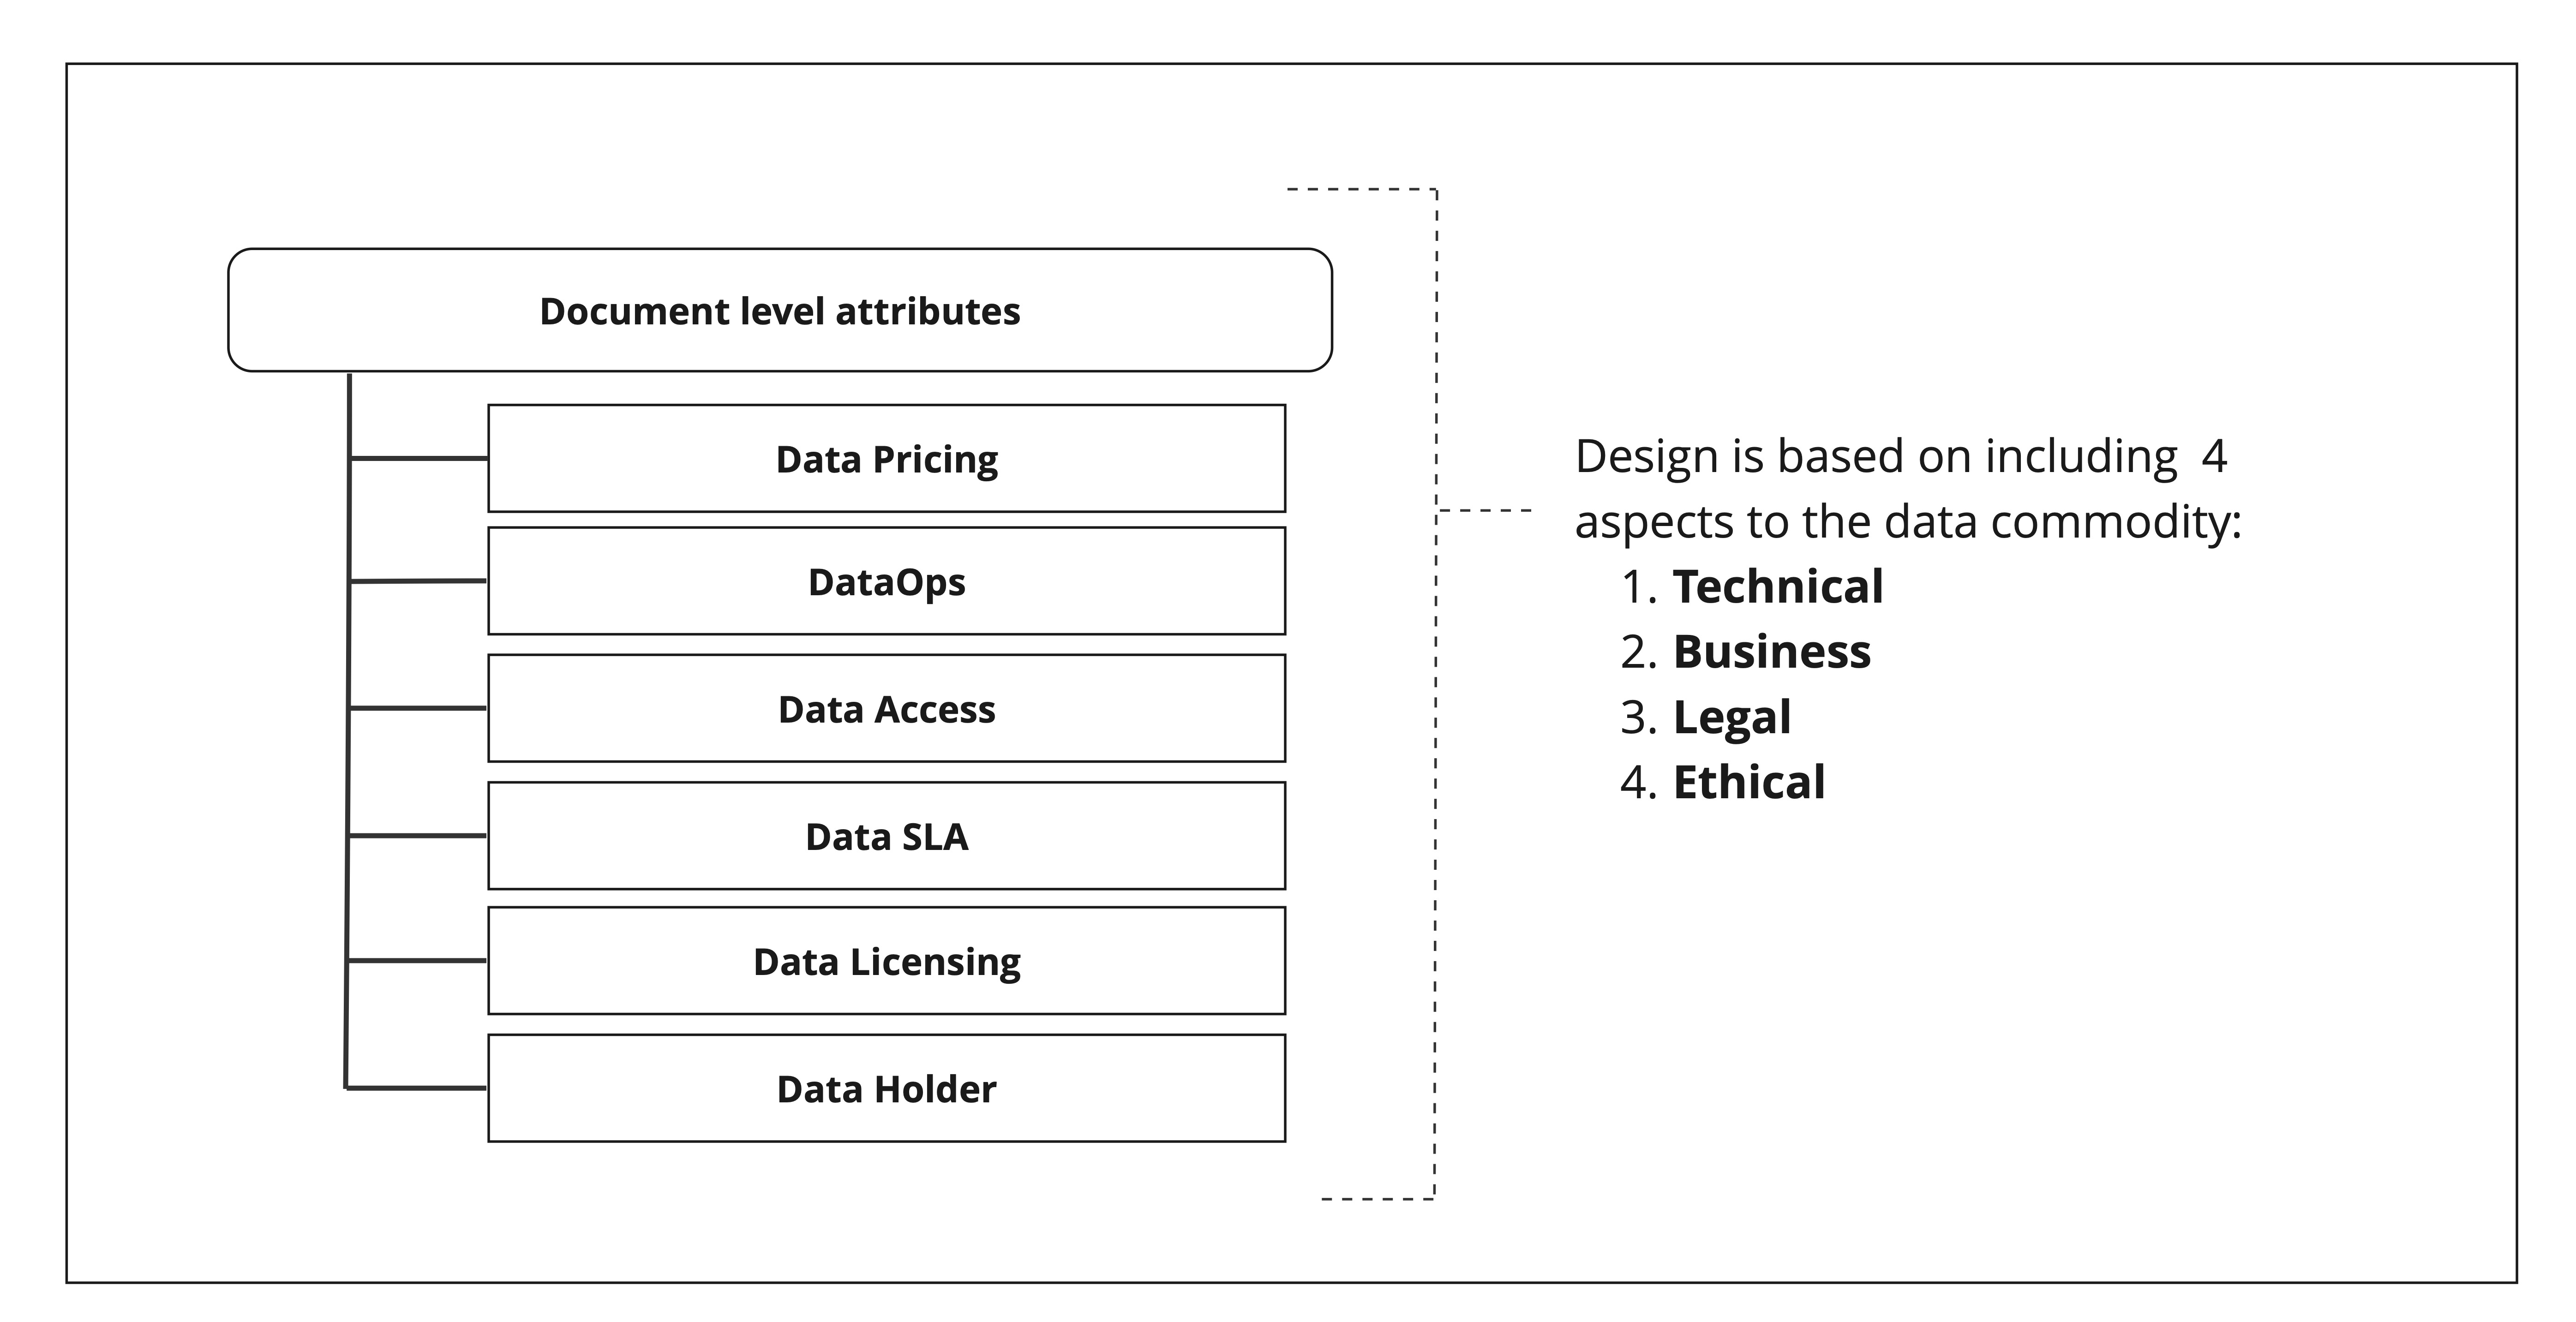 Document level attributes
Data Pricing
DataOps
Data Access
Data SLA
Data Licensing
Data Holder
Design is based on including  4
aspects to the data commodity:
1. Technical
2. Business
3. Legal
4. Ethical